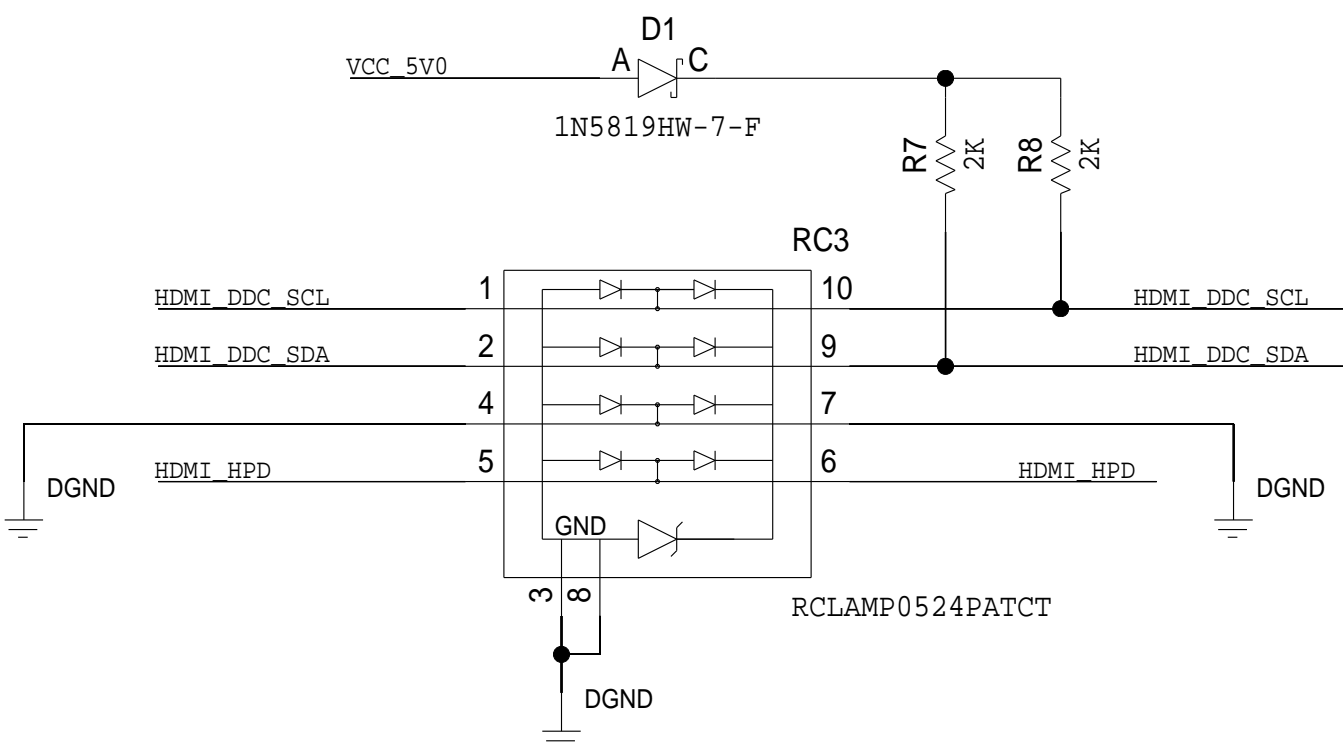 D1
VCC_5V0
A
C
1N5819HW-7-F
R7
2K
R8
2K
RC3
HDMI_DDC_SCL
1
10
HDMI_DDC_SCL
HDMI_DDC_SDA
2
9
HDMI_DDC_SDA
4
7
HDMI_HPD
5
6
HDMI_HPD
DGND
DGND
GND
3
8
RCLAMP0524PATCT
DGND